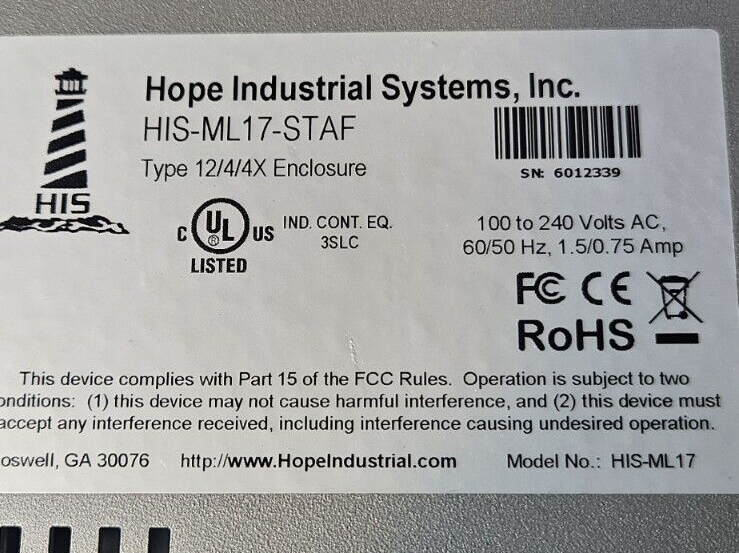 Hope Industrial Systems, Inc.
HIS-ML17-STAF
Type 12/4/4X Enclosure
SN: 6012339
HIS
C UL ® US
LISTED
IND. CONT. EQ.
3SLC
100 to 240 Volts AC,
60/50 Hz, 1.5/0.75 Amp
FC CE
RoHS
This device complies with Part 15 of the FCC Rules. Operation is subject to two
onditions: (1) this device may not cause harmful interference, and (2) this device must
accept any interference received, including interference causing undesired operation.
oswell, GA 30076 http://www.HopeIndustrial.com Model No.: HIS-ML17